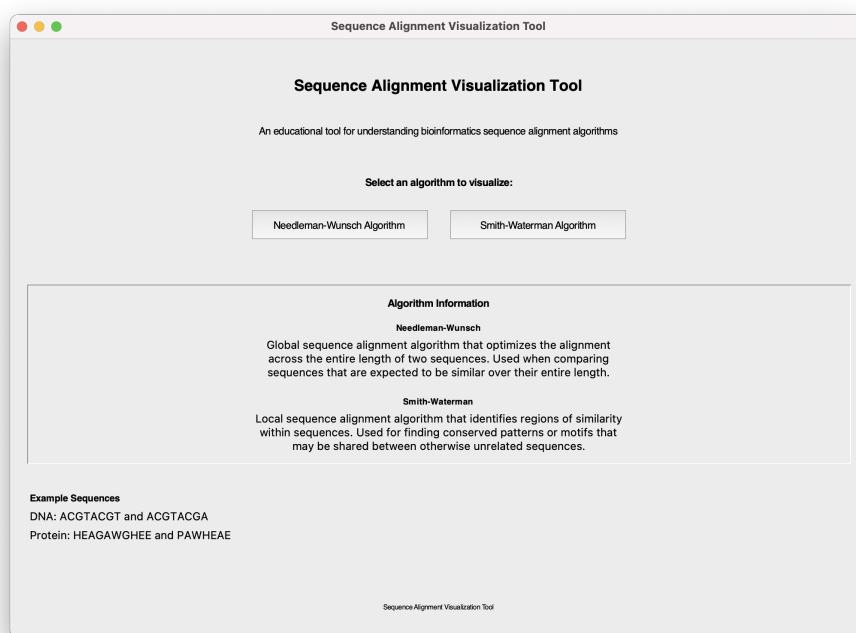 Sequence Alignment Visualization Tool
Sequence Alignment Visualization Tool
An educational tool for understanding bioinformatics sequence alignment algorithms
Select an algorithm to visualize:
Needleman-Wunsch Algorithm Smith-Waterman Algorithm
Algorithm Information
Needleman-Wunsch
Global sequence alignment algorithm that optimizes the alignment
across the entire length of two sequences. Used when comparing
sequences that are expected to be similar over their entire length.
Smith-Waterman
Local sequence alignment algorithm that identifies regions of similarity
within sequences. Used for finding conserved patterns or motifs that
may be shared between otherwise unrelated sequences.
Example Sequences
DNA: ACGTACGT and ACGTACGA
Protein: HEAGAWGHEE and PAWHEAE
Sequence Alignment Visualization Tool